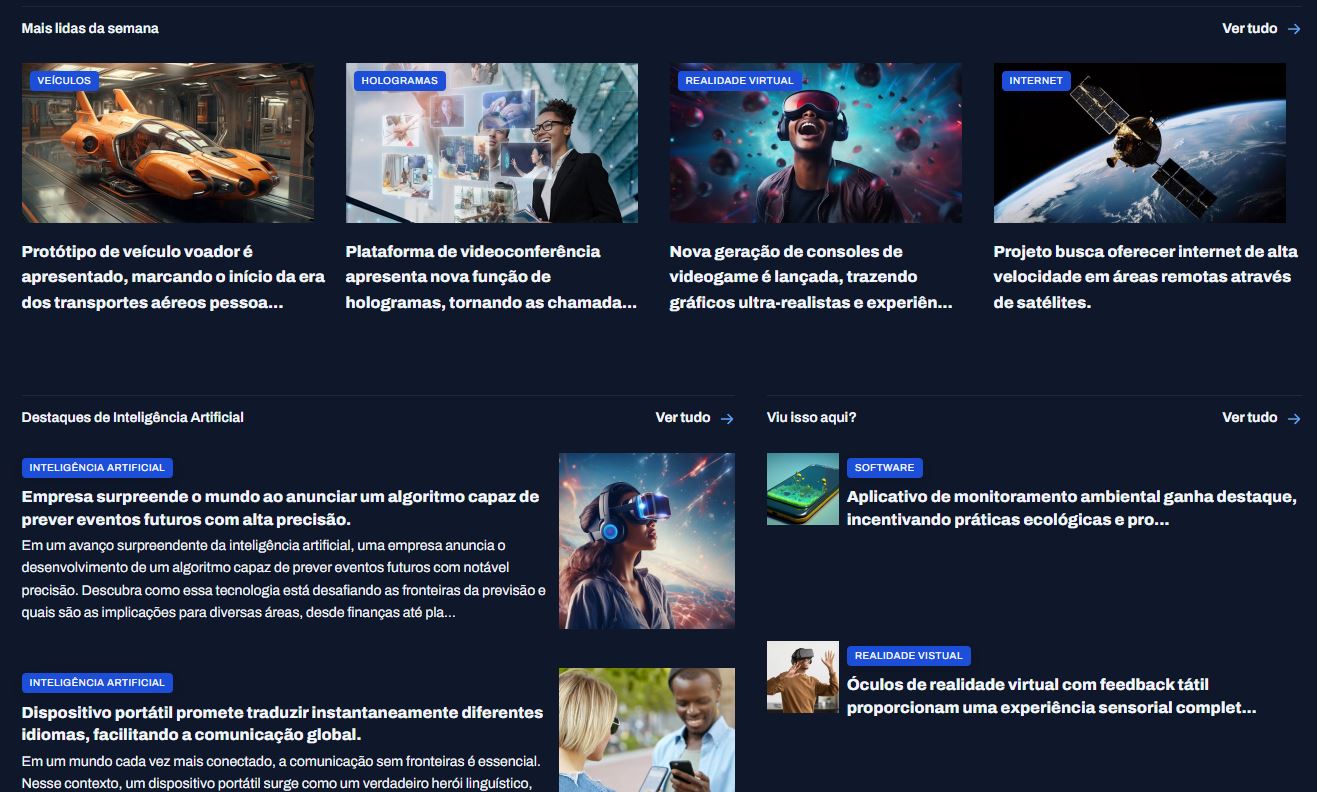 Mais lidas da semana
Ver tudo
VEÍCULOS
Protótipo de veículo voador é
apresentado, marcando o início da era
dos transportes aéreos pessoa...
HOLOGRAMAS
Plataforma de videoconferência
apresenta nova função de
hologramas, tornando as chamada...
REALIDADE VIRTUAL
Nova geração de consoles de
videogame é lançada, trazendo
gráficos ultra-realistas e experiên...
INTERNET
Projeto busca oferecer internet de alta
velocidade em áreas remotas através
de satélites.
Destaques de Inteligência Artificial
Ver tudo
INTELIGÊNCIA ARTIFICIAL
Empresa surpreende o mundo ao anunciar um algoritmo capaz de
prever eventos futuros com alta precisão.
Em um avanço surpreendente da inteligência artificial, uma empresa anuncia o
desenvolvimento de um algoritmo capaz de prever eventos futuros com notável
precisão. Descubra como essa tecnologia está desafiando as fronteiras da previsão e
quais são as implicações para diversas áreas, desde finanças até pla...
INTELIGÊNCIA ARTIFICIAL
Dispositivo portátil promete traduzir instantaneamente diferentes
idiomas, facilitando a comunicação global.
Em um mundo cada vez mais conectado, a comunicação sem fronteiras é essencial.
Nesse contexto, um dispositivo portátil surge como um verdadeiro herói linguístico,
Viu isso aqui?
Ver tudo
SOFTWARE
Aplicativo de monitoramento ambiental ganha destaque,
incentivando práticas ecológicas e pro...
REALIDADE VISTUAL
Óculos de realidade virtual com feedback tátil
proporcionam uma experiência sensorial complet...